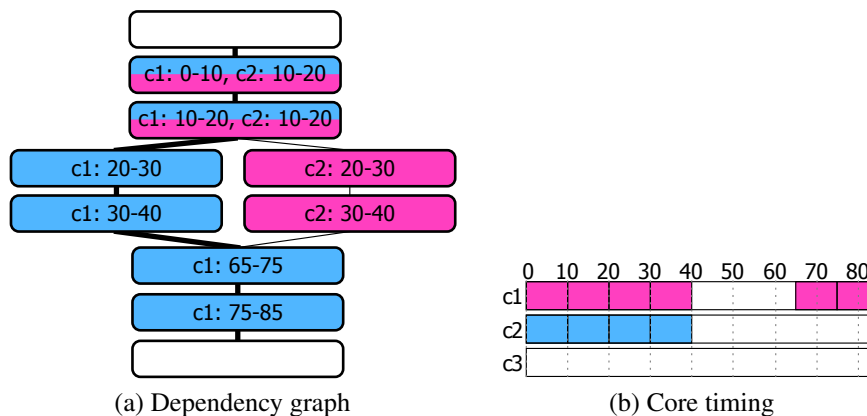 c1: 0-10, c2: 10-20
c1: 10-20, c2: 10-20
c1: 20-30
c2: 20-30
c1: 30-40
c2: 30-40
c1: 65-75
c1: 75-85
(a) Dependency graph
0 10 20 30 40 50 60 70 80
c1
c2
c3
(b) Core timing